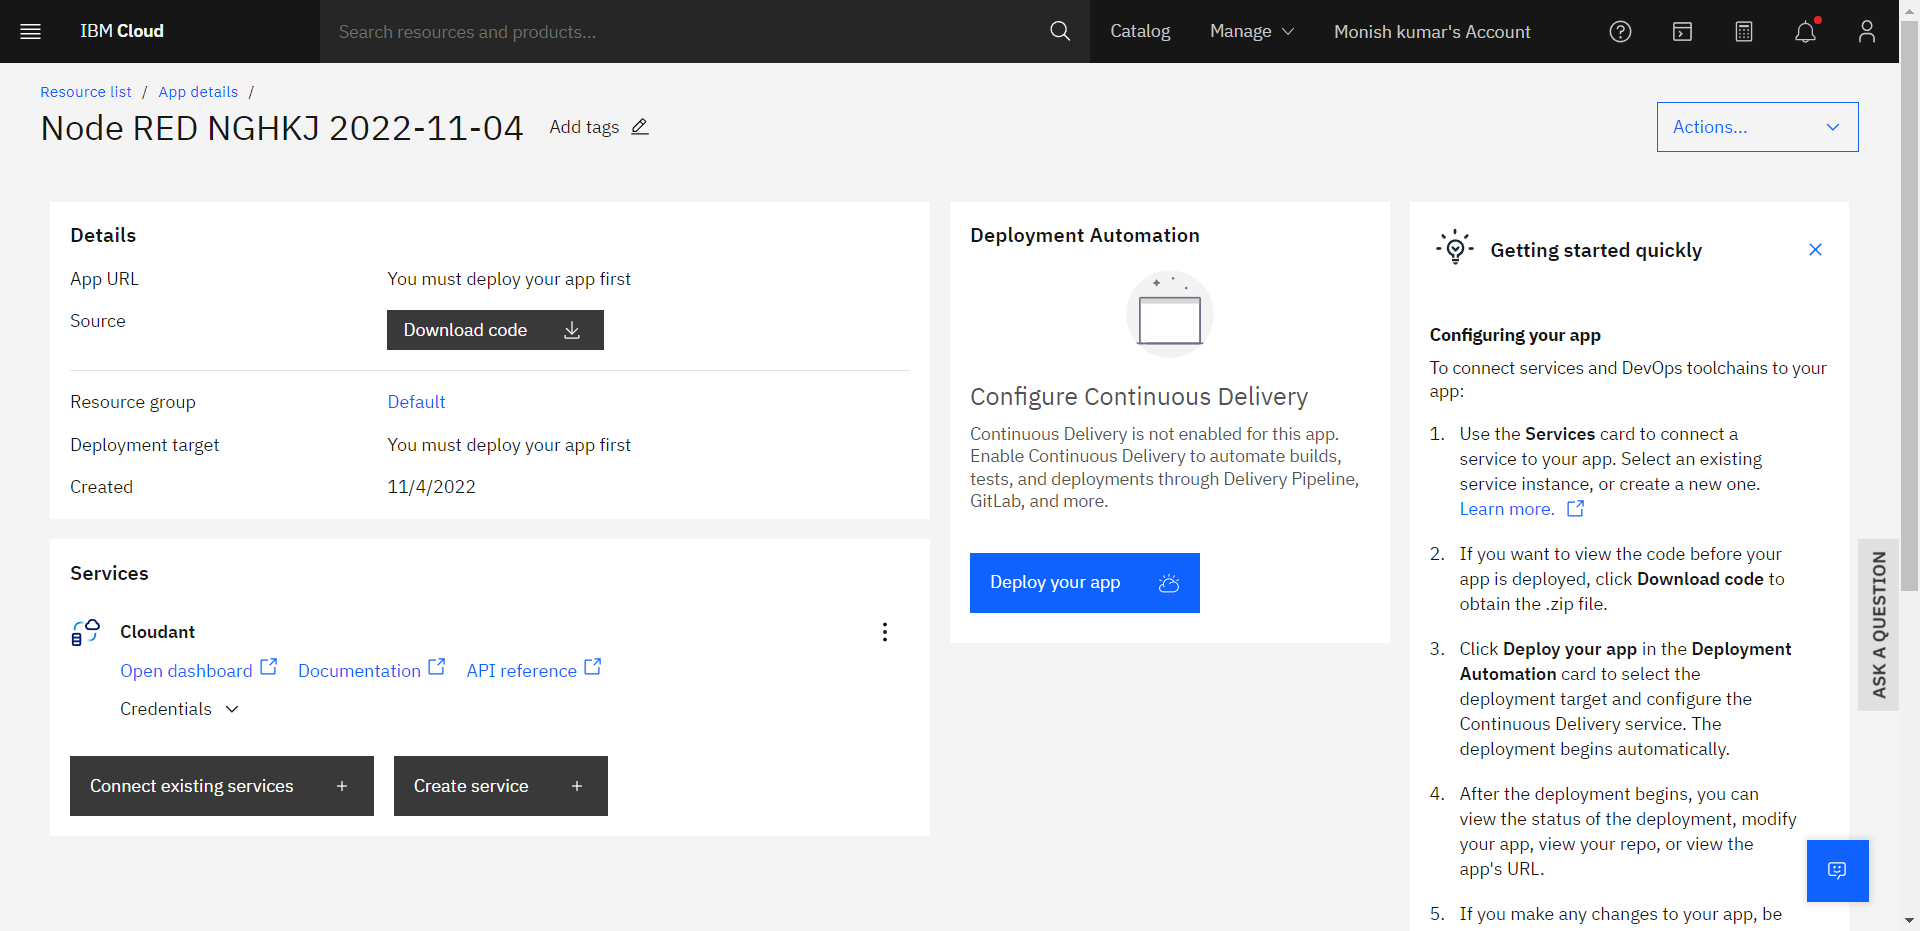 IBM Cloud
Search resources and products...
Catalog
Manage
Monish kumar's Account
Resource list / App details /
Node RED NGHKJ 2022-11-04
Add tags
Actions...
Details
App URL
You must deploy your app first
Source
Download code
Resource group
Default
Deployment target
You must deploy your app first
Created
11/4/2022
Services
Cloudant
Open dashboard
Documentation
API reference
Credentials
Connect existing services +
Create service +
Deployment Automation
Configure Continuous Delivery
Continuous Delivery is not enabled for this app.
Enable Continuous Delivery to automate builds,
tests, and deployments through Delivery Pipeline,
GitLab, and more.
Deploy your app
Getting started quickly
Configuring your app
To connect services and DevOps toolchains to your
app:
1. Use the Services card to connect a
service to your app. Select an existing
service instance, or create a new one.
Learn more.
2. If you want to view the code before your
app is deployed, click Download code to
obtain the .zip file.
3. Click Deploy your app in the Deployment
Automation card to select the
deployment target and configure the
Continuous Delivery service. The
deployment begins automatically.
4. After the deployment begins, you can
view the status of the deployment, modify
your app, view your repo, or view the
app's URL.
5. If you make any changes to your app, be
ASK A QUESTION